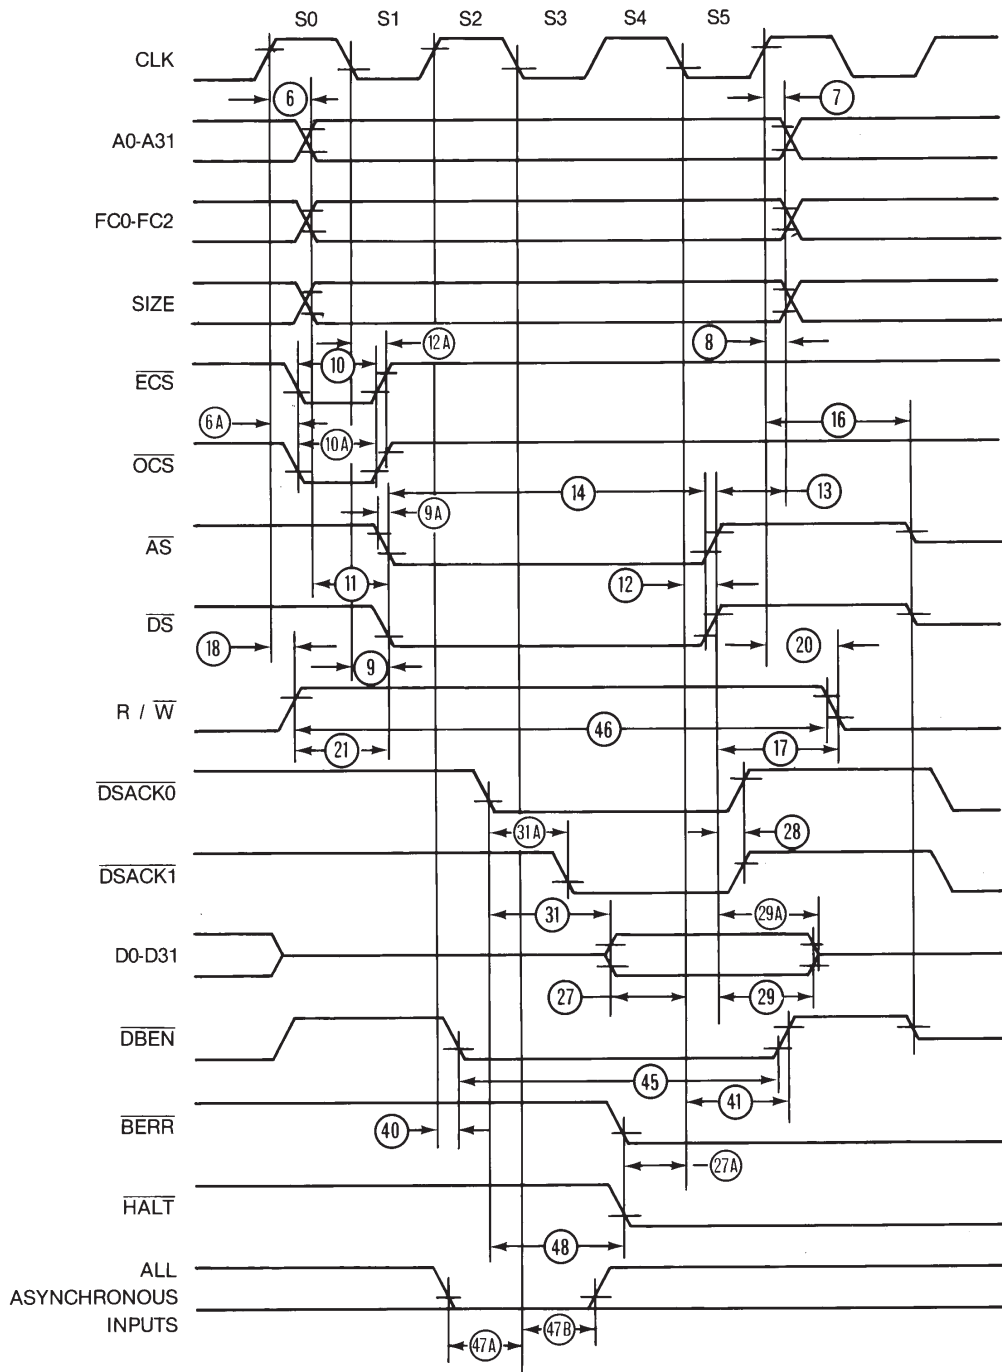 S0 S1 S2 S3 S4 S5
CLK
6 7
A0-A31
FC0-FC2
SIZE
12A 8
10
ECS
6A 16
10A
OCS
14 13
9A
AS
11 12
DS
18 9 20
R / W
46
21 17
DSACK0
31A 28
DSACK1
31 29A
D0-D31
27 29
DBEN
45
41
BERR
40
27A
HALT
48
ALL
ASYNCHRONOUS
INPUTS
47A 47B